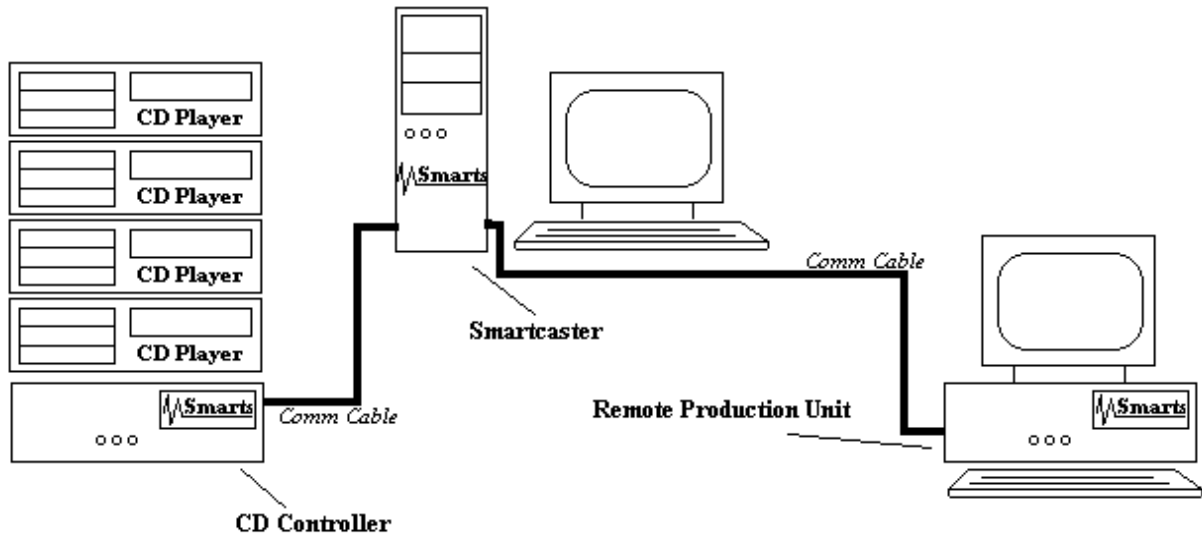 CD Player
CD Player
CD Player
CD Player
Smarts
Comm Cable
CD Controller
Smarts
Smartcaster
Comm Cable
Remote Production Unit
Smarts